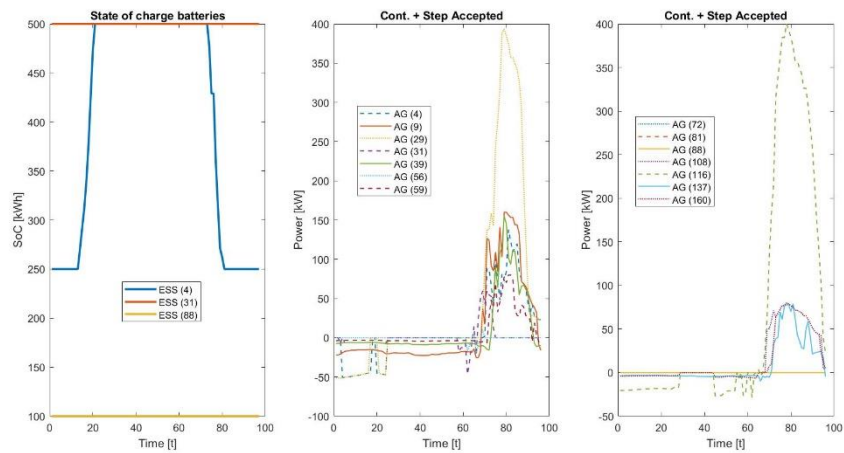 State of charge batteries
SoC [kWh]
500
450
400
350
300
250
200
150
100
ESS (4)
ESS (31)
ESS (88)
0 20 40 60 80 100
Time [t]
Cont. + Step Accepted
Power [kW]
400
350
300
250
200
150
100
50
0
-50
-100
AG (4)
AG (9)
AG (29)
AG (31)
AG (39)
AG (56)
AG (59)
0 20 40 60 80 100
Time [t]
Cont. + Step Accepted
Power [kW]
400
350
300
250
200
150
100
50
0
-50
AG (72)
AG (81)
AG (88)
AG (108)
AG (116)
AG (137)
AG (160)
0 20 40 60 80 100
Time [t]